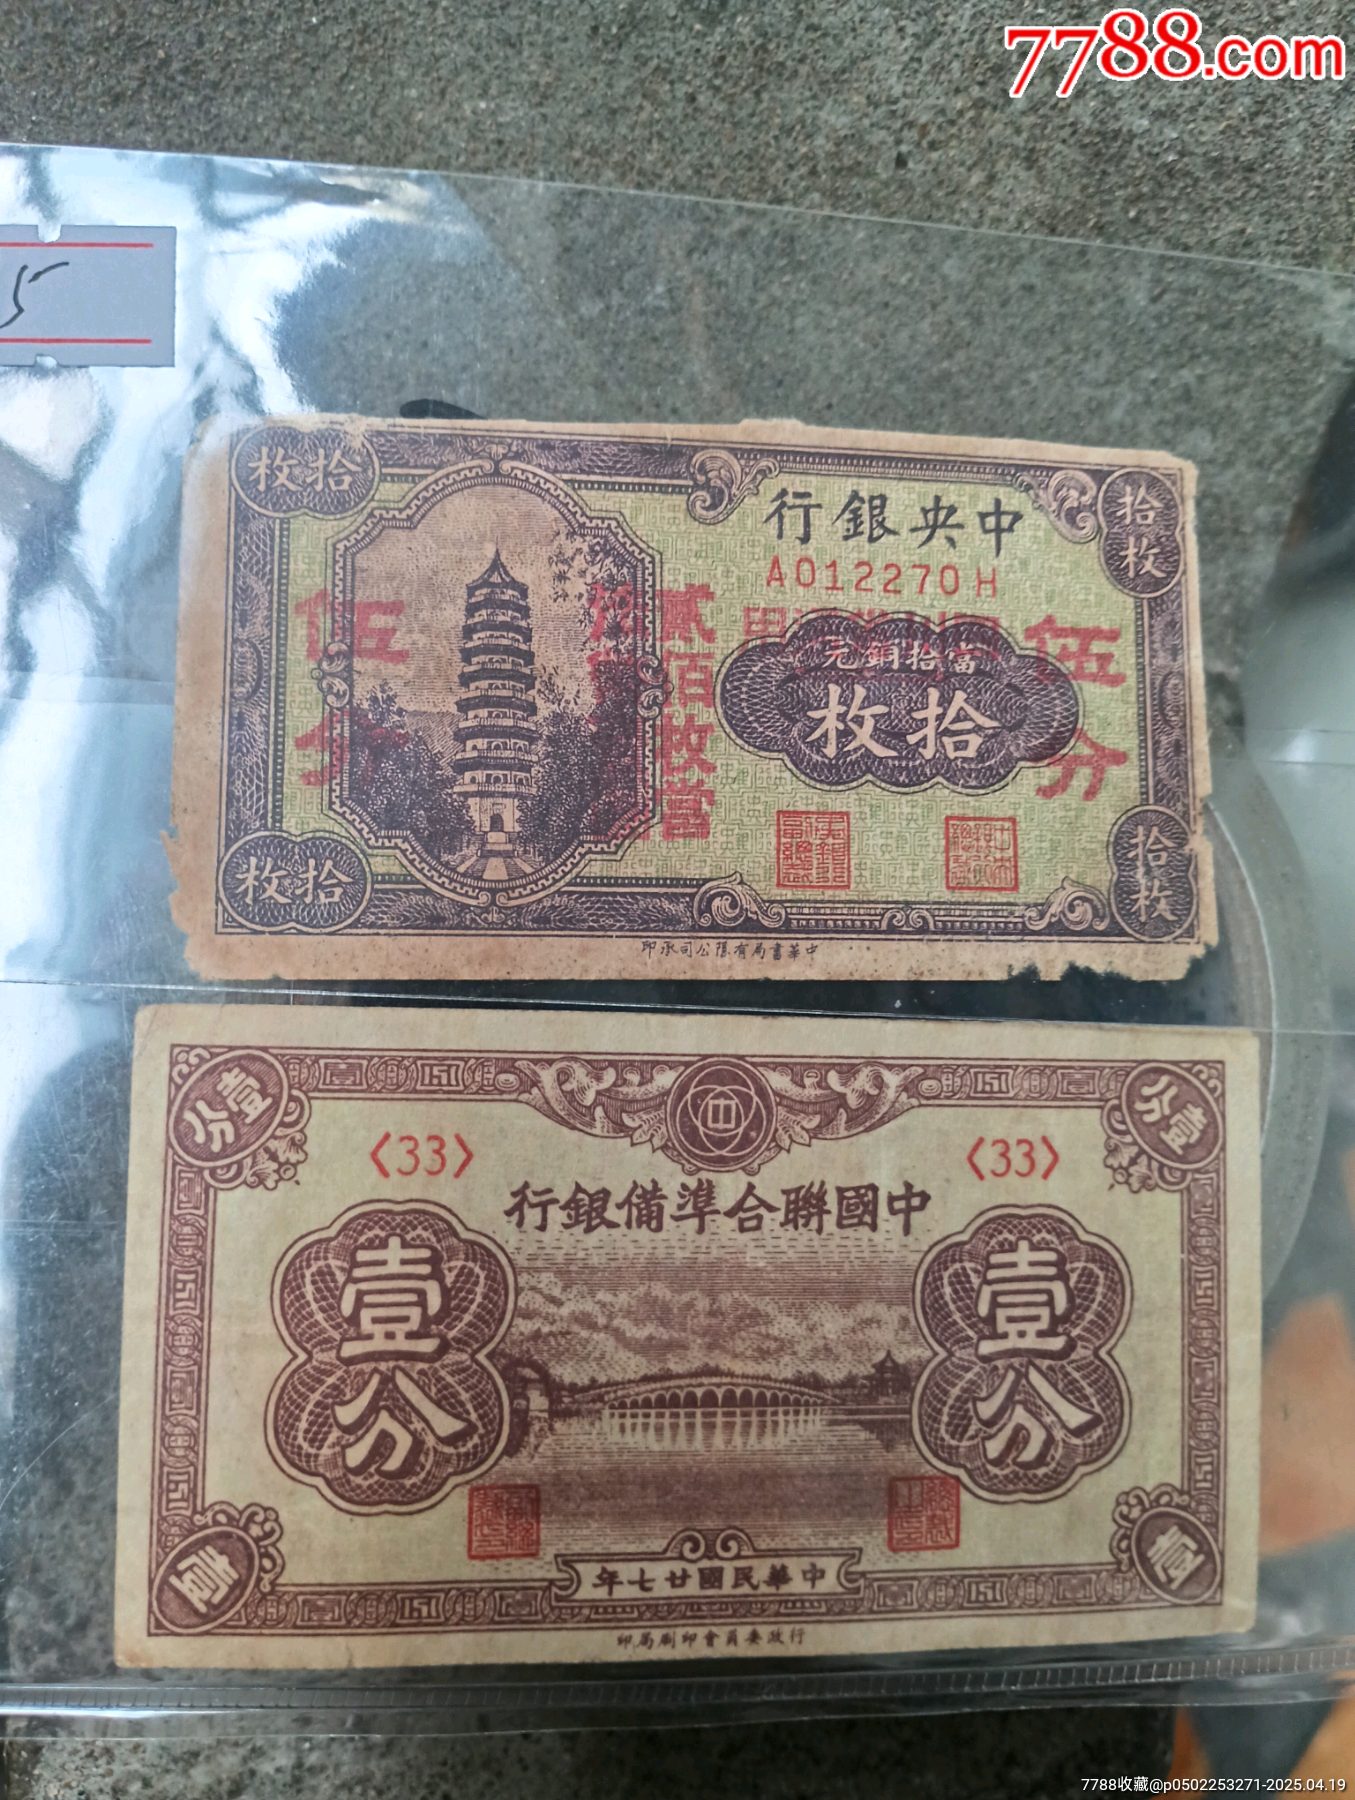 7788.com
5
拾枚
中央銀行
拾枚
A012270H
伍分
貳佰枚當
伍分
當拾銅元
拾枚
拾枚
拾枚
中華書局有限公司承印
壹分
壹分
〈33〉
〈33〉
中國聯合準備銀行
壹分
壹分
中華民國廿七年
壹
壹
行政委員會印刷局印
7788收藏@p0502253271-2025.04.19